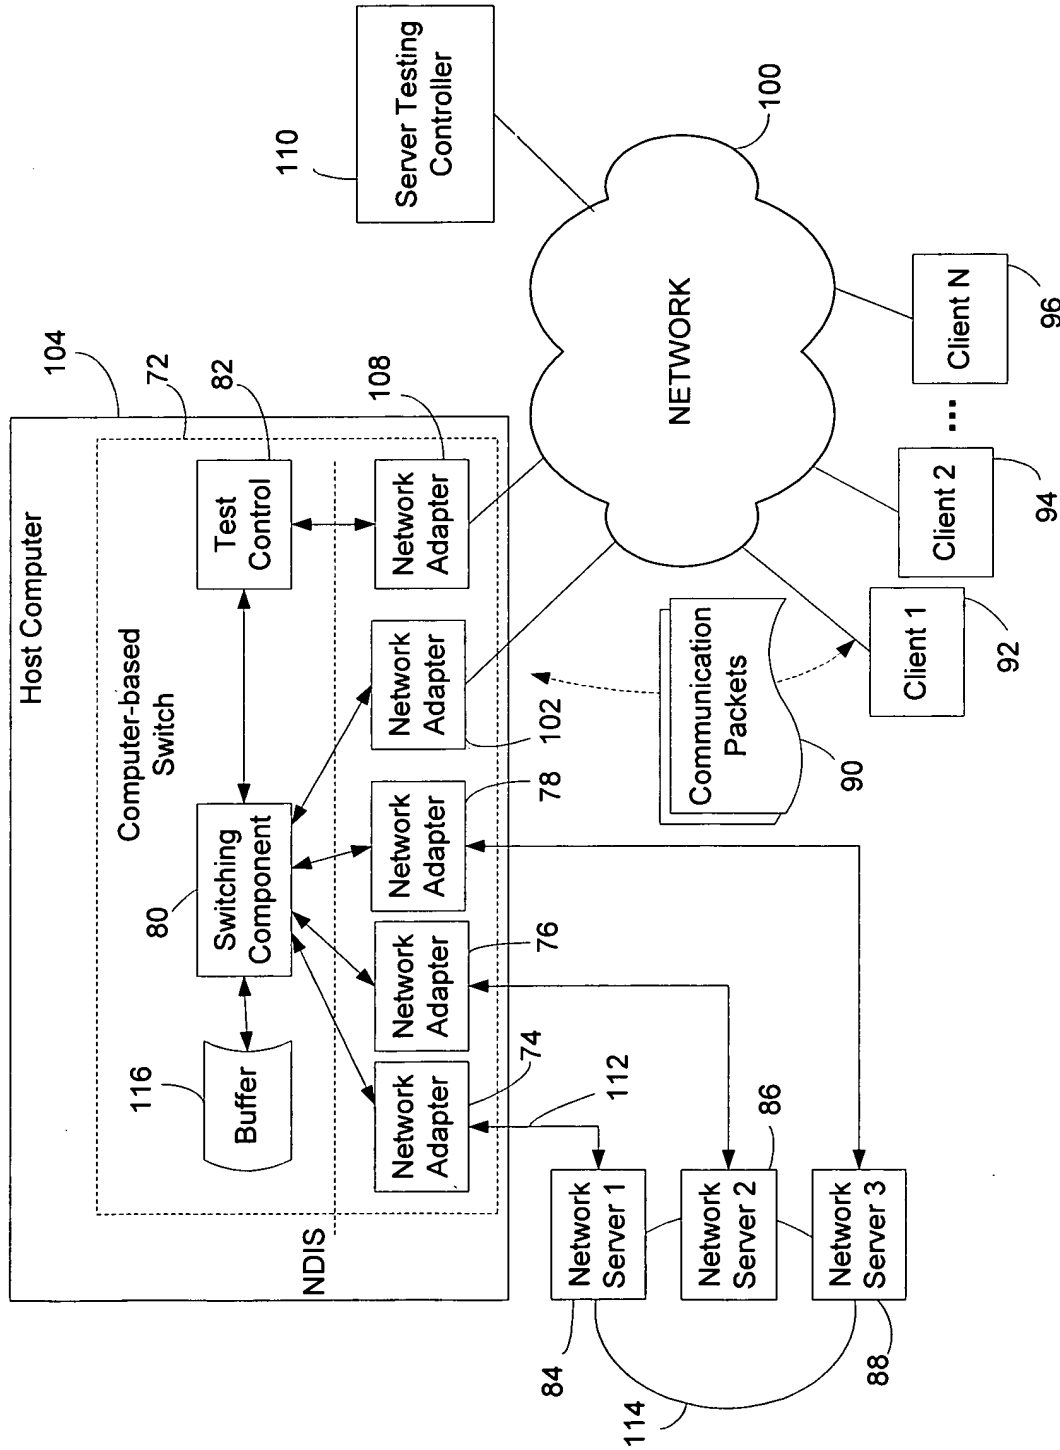 Host Computer
104
Computer-based
Switch
72
116
Buffer
80
Switching
Component
Test
Control
82
NDIS
Network
Adapter
74
Network
Adapter
76
Network
Adapter
78
Network
Adapter
102
Network
Adapter
108
110
Server Testing
Controller
112
84
Network
Server 1
Network
Server 2
86
Network
Server 3
88
114
NETWORK
100
Communication
Packets
90
Client 1
92
Client 2
94
...
Client N
96